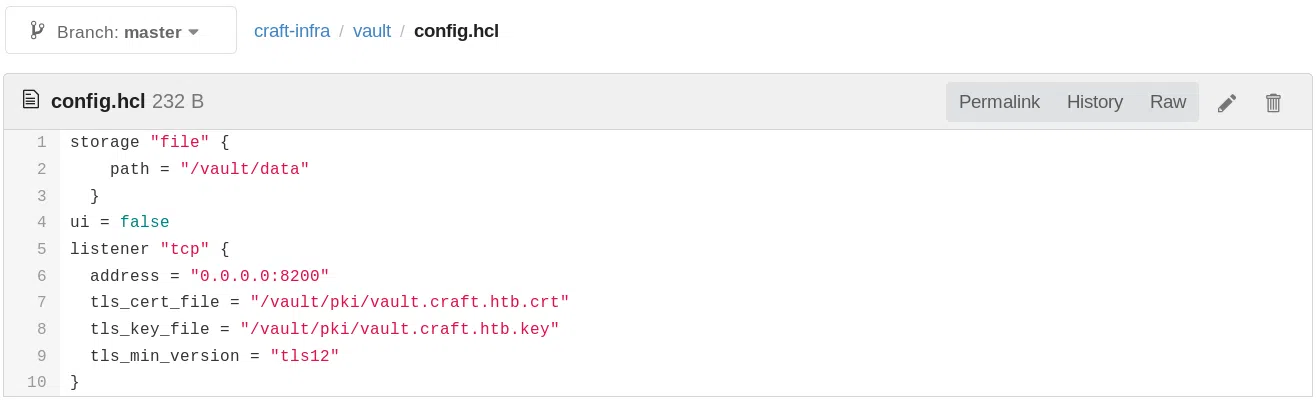 Branch: master craft-infra / vault / config.hcl
config.hcl 232 B Permalink History Raw
1 storage "file" {
2     path = "/vault/data"
3   }
4 ui = false
5 listener "tcp" {
6   address = "0.0.0.0:8200"
7   tls_cert_file = "/vault/pki/vault.craft.htb.crt"
8   tls_key_file = "/vault/pki/vault.craft.htb.key"
9   tls_min_version = "tls12"
10 }